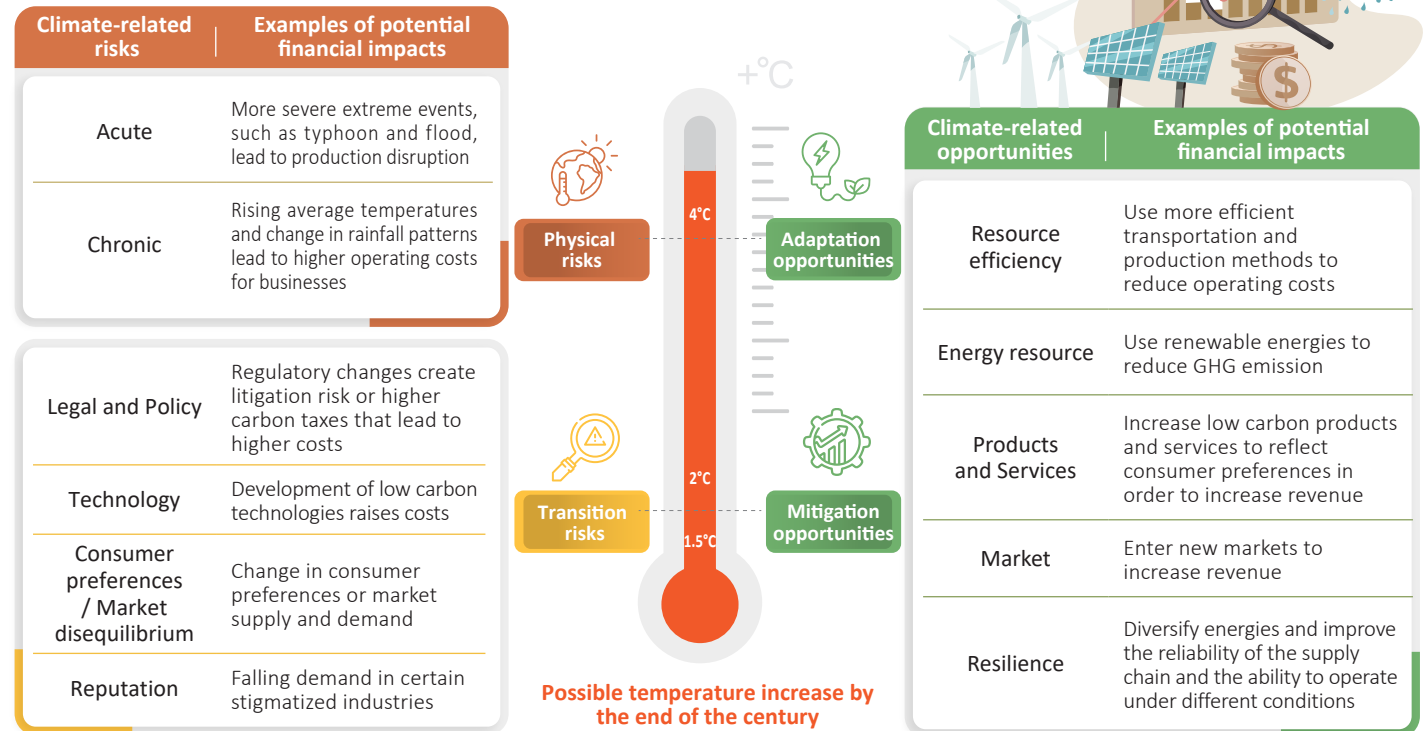 Climate-related
risks
Examples of potential
financial impacts
Acute
More severe extreme events,
such as typhoon and flood,
lead to production disruption
Chronic
Rising average temperatures
and change in rainfall patterns
lead to higher operating costs
for businesses
Legal and Policy
Regulatory changes create
litigation risk or higher
carbon taxes that lead to
higher costs
Technology
Development of low carbon
technologies raises costs
Consumer
preferences
/ Market
disequilibrium
Change in consumer
preferences or market
supply and demand
Reputation
Falling demand in certain
stigmatized industries
+°C
4°C
2°C
1.5°C
Physical
risks
Adaptation
opportunities
Transition
risks
Mitigation
opportunities
Possible temperature increase by
the end of the century
$
Climate-related
opportunities
Examples of potential
financial impacts
Resource
efficiency
Use more efficient
transportation and
production methods to
reduce operating costs
Energy resource
Use renewable energies to
reduce GHG emission
Products
and Services
Increase low carbon products
and services to reflect
consumer preferences in
order to increase revenue
Market
Enter new markets to
increase revenue
Resilience
Diversify energies and improve
the reliability of the supply
chain and the ability to operate
under different conditions